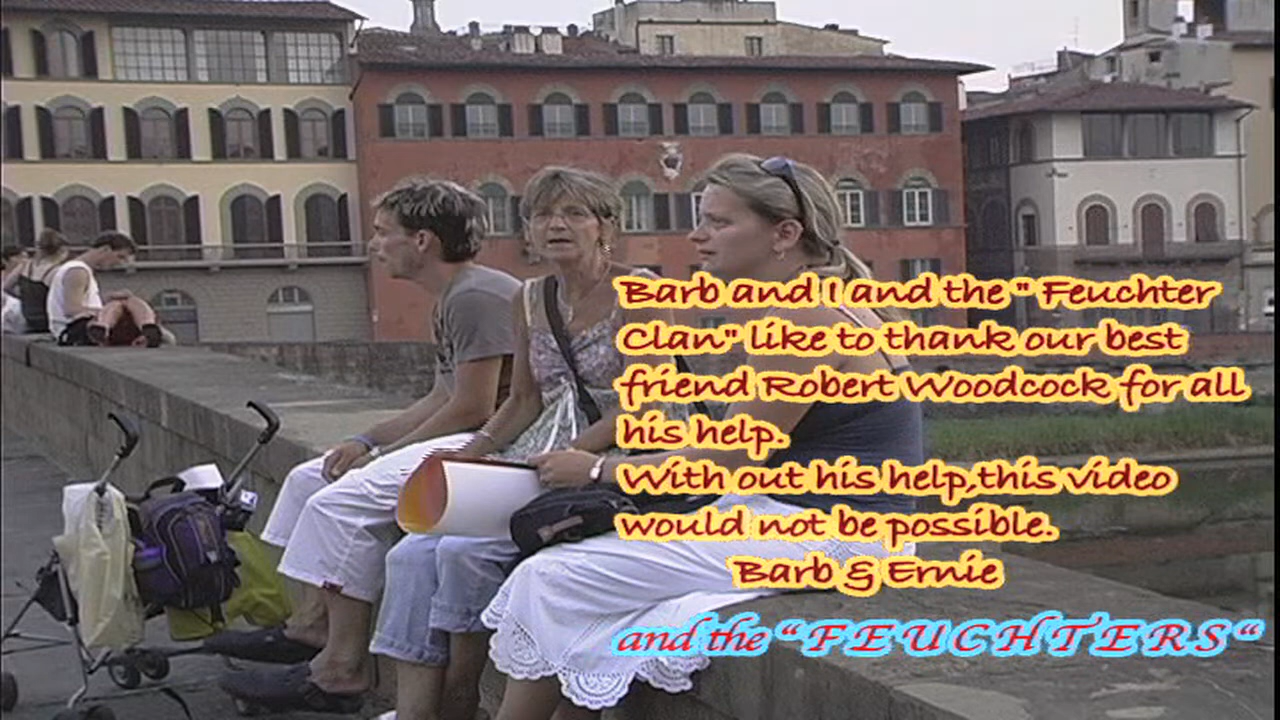 Barb and I and the " Feuchter
Clan" like to thank our best
friend Robert Woodcock for all
his help.
With out his help,this video
would not be possible.
Barb & Ernie
and the “ F E U C H T E R S “